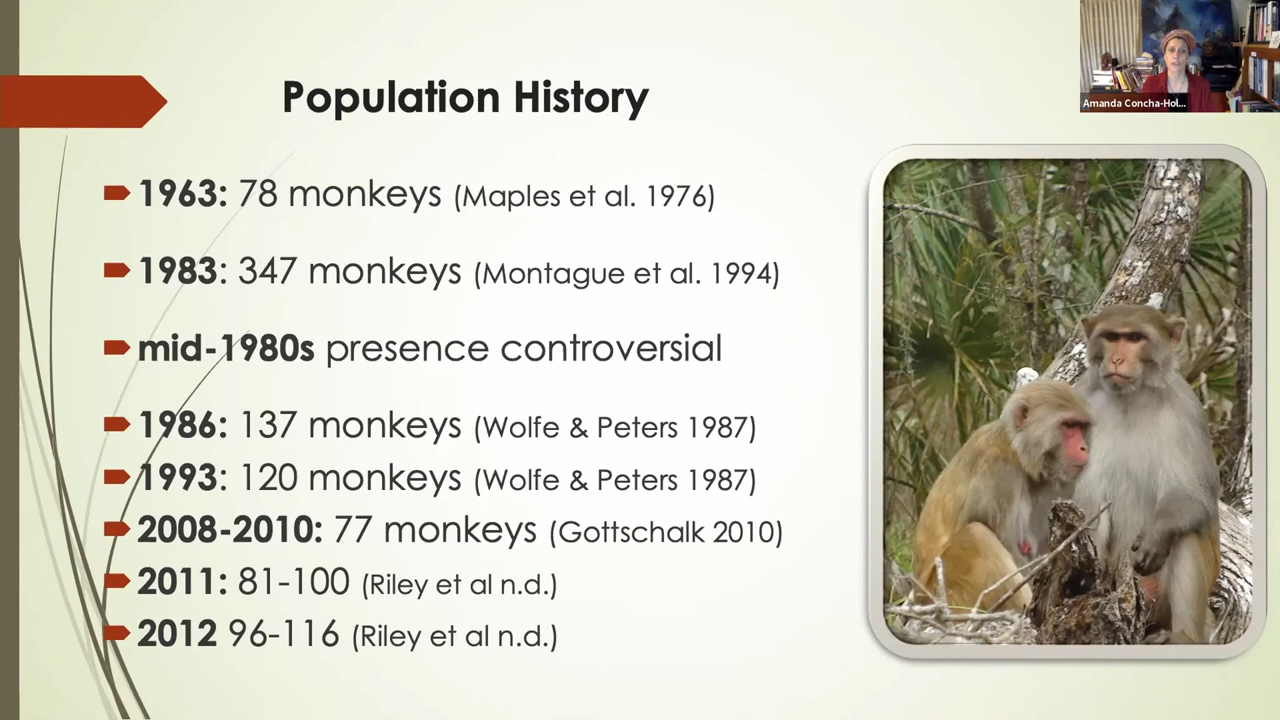 Population History
Amanda Concha-Hol...
1963: 78 monkeys (Maples et al. 1976)
1983: 347 monkeys (Montague et al. 1994)
mid-1980s presence controversial
1986: 137 monkeys (Wolfe & Peters 1987)
1993: 120 monkeys (Wolfe & Peters 1987)
2008-2010: 77 monkeys (Gottschalk 2010)
2011: 81-100 (Riley et al n.d.)
2012 96-116 (Riley et al n.d.)